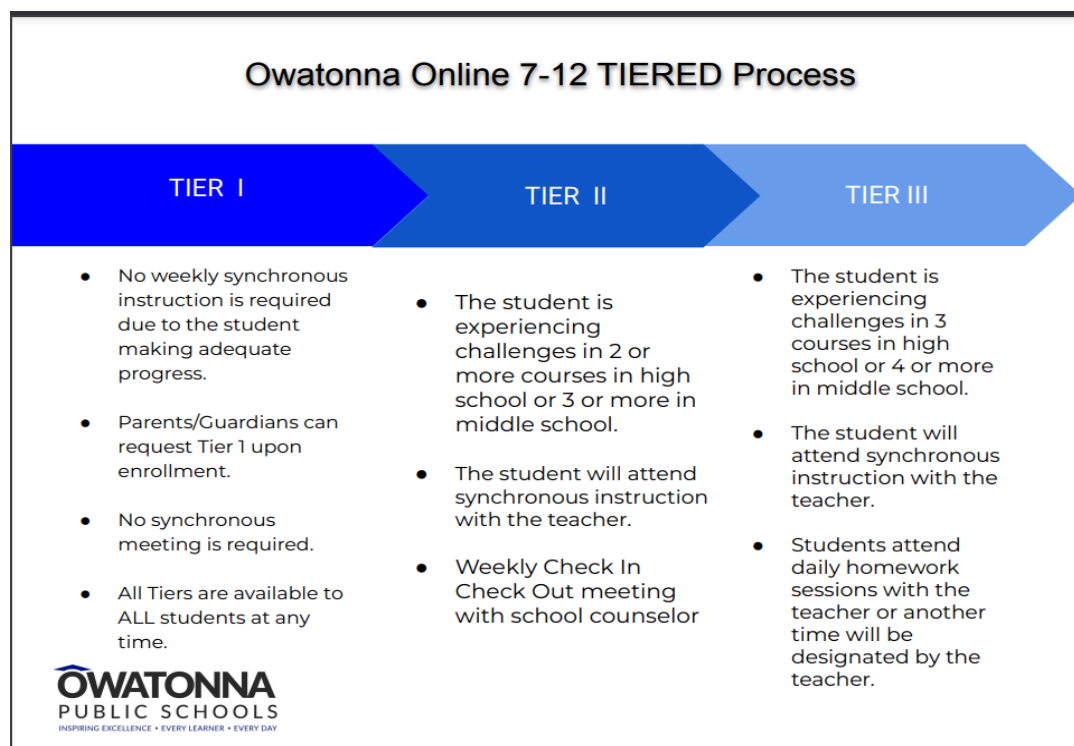 Owatonna Online 7-12 TIERED Process
TIER I
● No weekly synchronous
instruction is required
due to the student
making adequate
progress.
● Parents/Guardians can
request Tier 1 upon
enrollment.
● No synchronous
meeting is required.
● All Tiers are available to
ALL students at any
time.
TIER II
● The student is
experiencing
challenges in 2 or
more courses in high
school or 3 or more in
middle school.
● The student will attend
synchronous instruction
with the teacher.
● Weekly Check In
Check Out meeting
with school counselor
TIER III
● The student is
experiencing
challenges in 3
courses in high
school or 4 or more
in middle school.
● The student will
attend synchronous
instruction with the
teacher.
● Students attend
daily homework
sessions with the
teacher or another
time will be
designated by the
teacher.
OWATONNA
PUBLIC SCHOOLS
INSPIRING EXCELLENCE • EVERY LEARNER • EVERY DAY